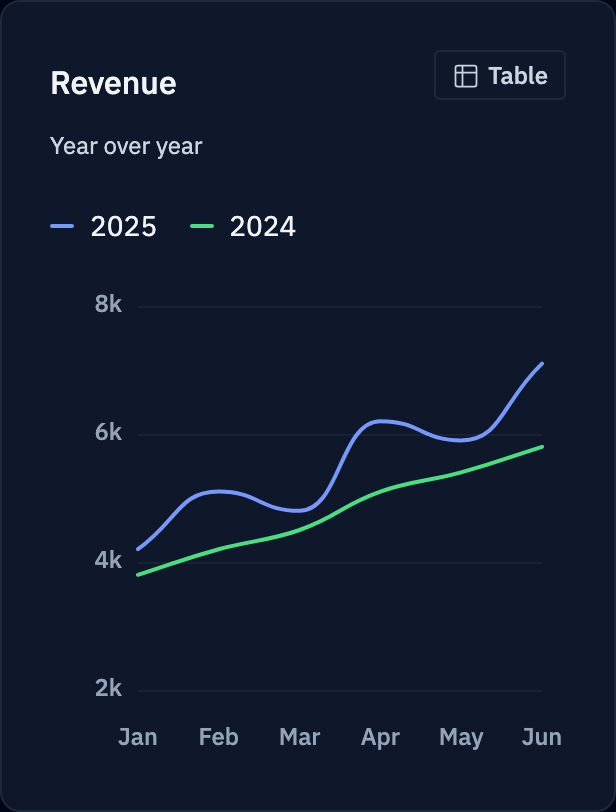 Revenue
Table
Year over year
2025 2024
8k
6k
4k
2k
Jan Feb Mar Apr May Jun